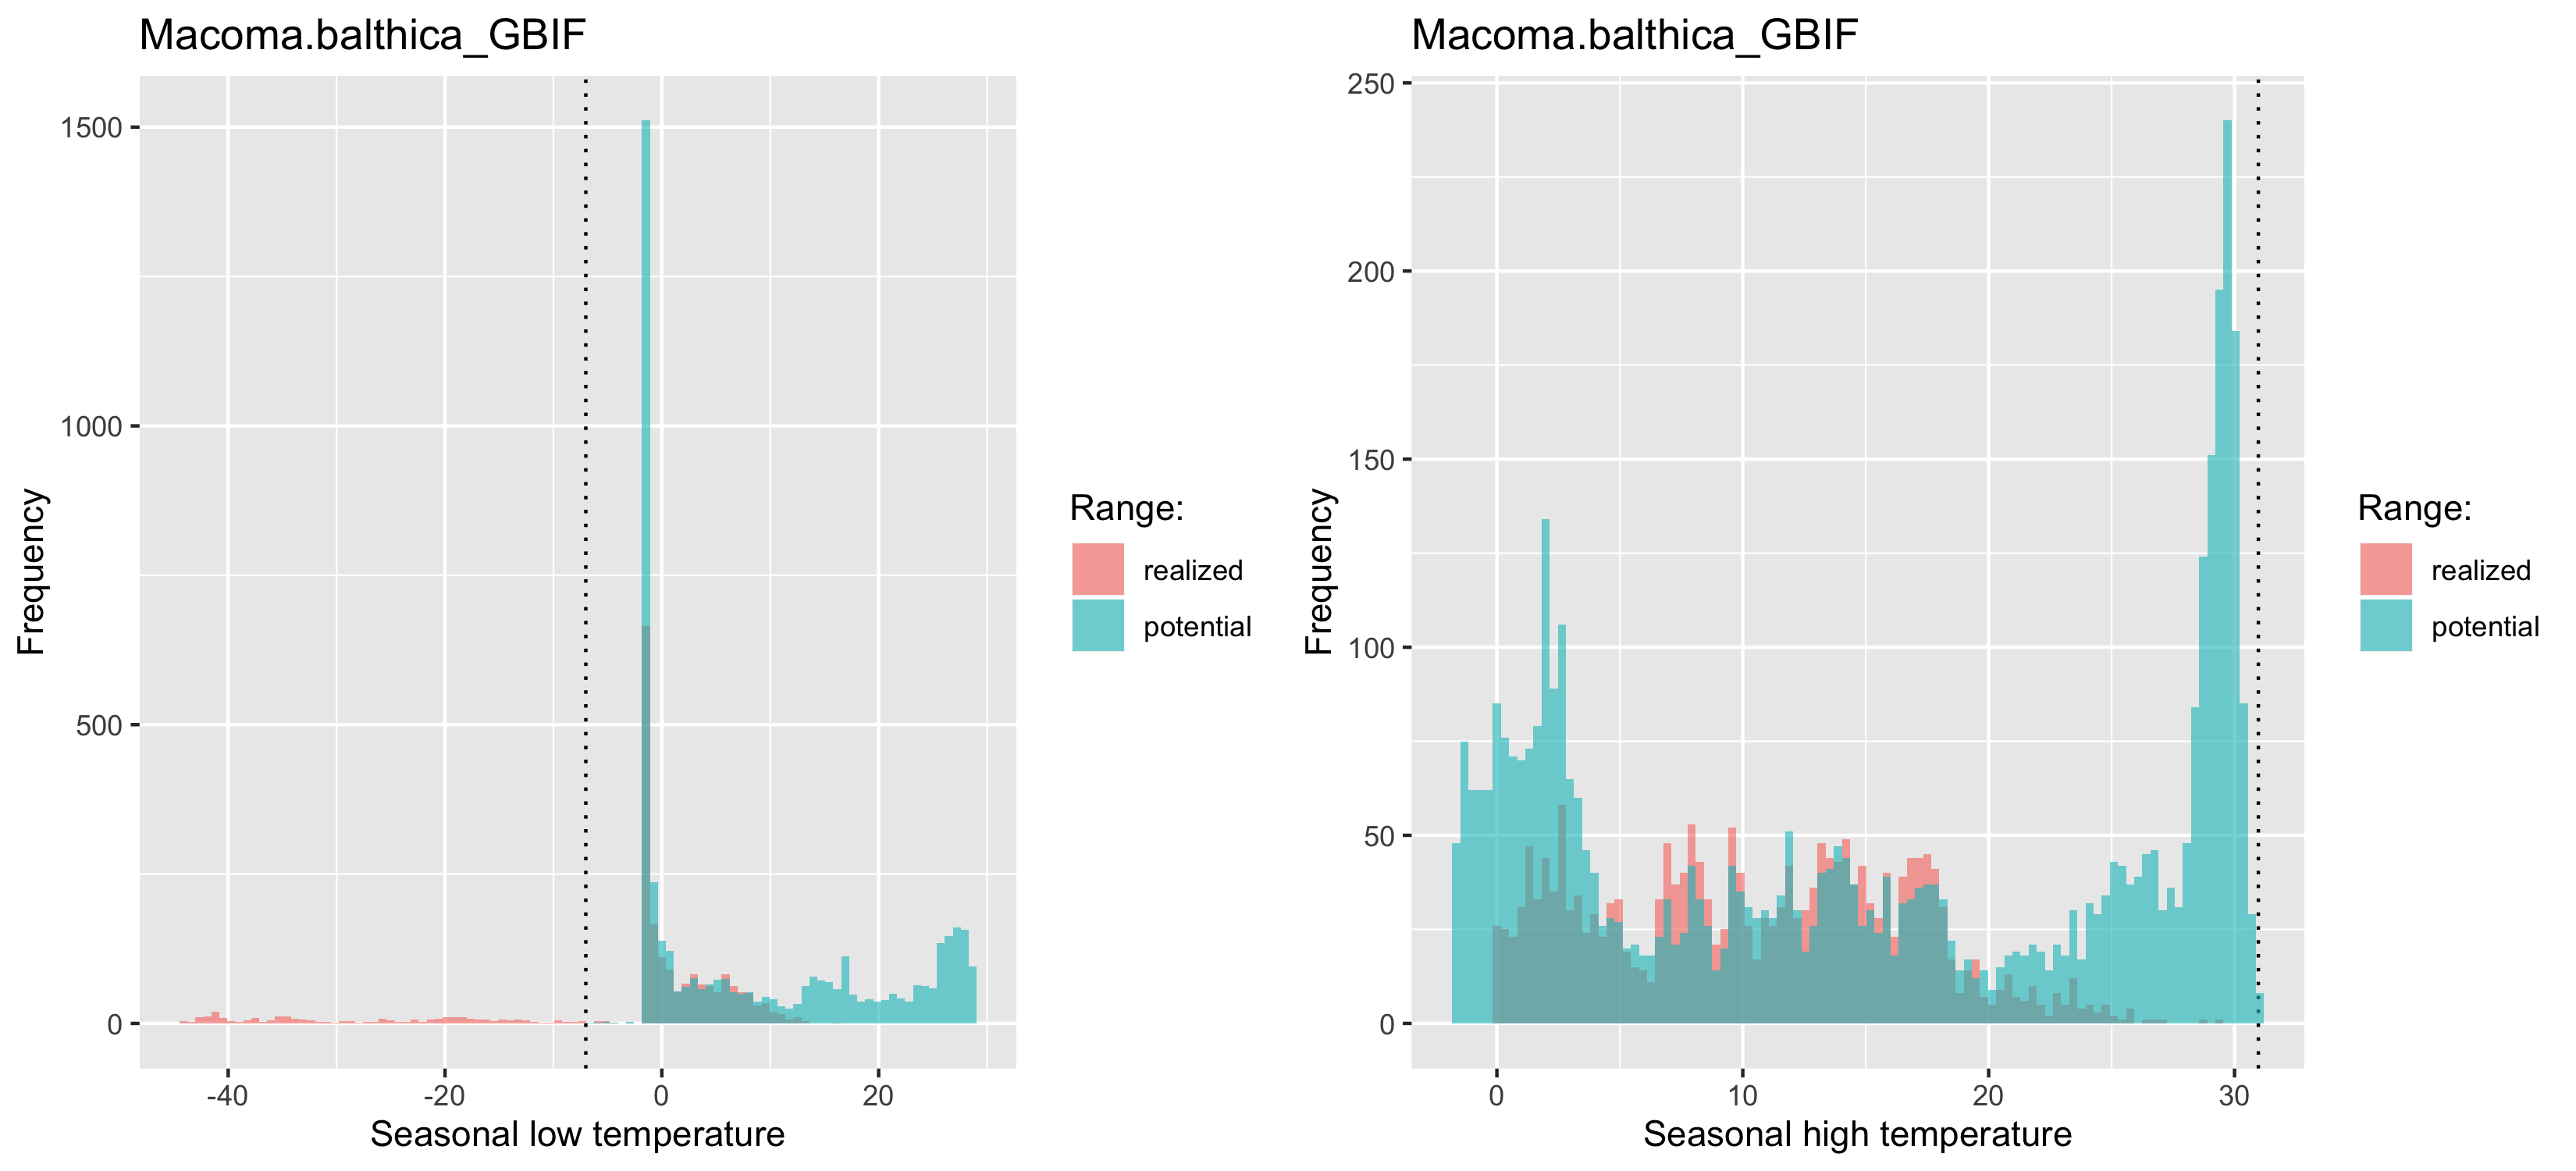 Macoma.balthica_GBIF
1500
1000
500
0
Frequency
-40
-20
0
20
Seasonal low temperature
Range:
realized
potential
Macoma.balthica_GBIF
250
200
150
100
50
0
Frequency
0
10
20
30
Seasonal high temperature
Range:
realized
potential